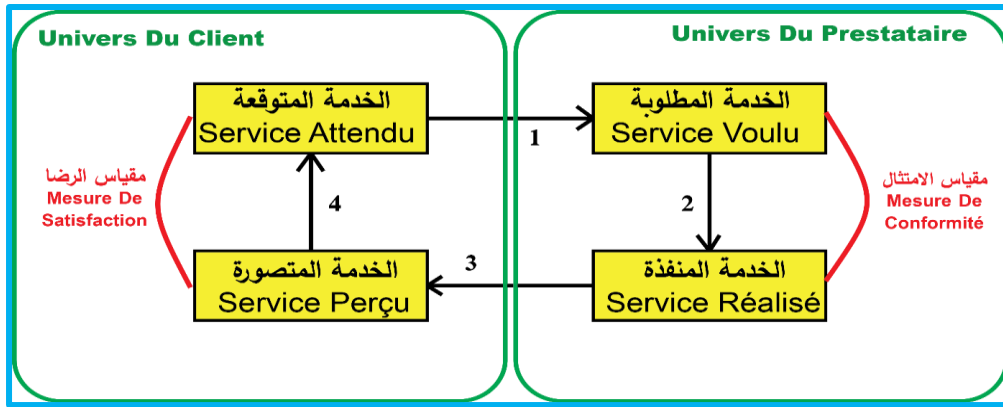 Univers Du Client
Univers Du Prestataire
الخدمة المتوقعة
Service Attendu
1
الخدمة المطلوبة
Service Voulu
مقياس الرضا
Mesure De
Satisfaction
4
2
مقياس الامتثال
Mesure De
Conformité
الخدمة المتصورة
Service Perçu
3
الخدمة المنفذة
Service Réalisé